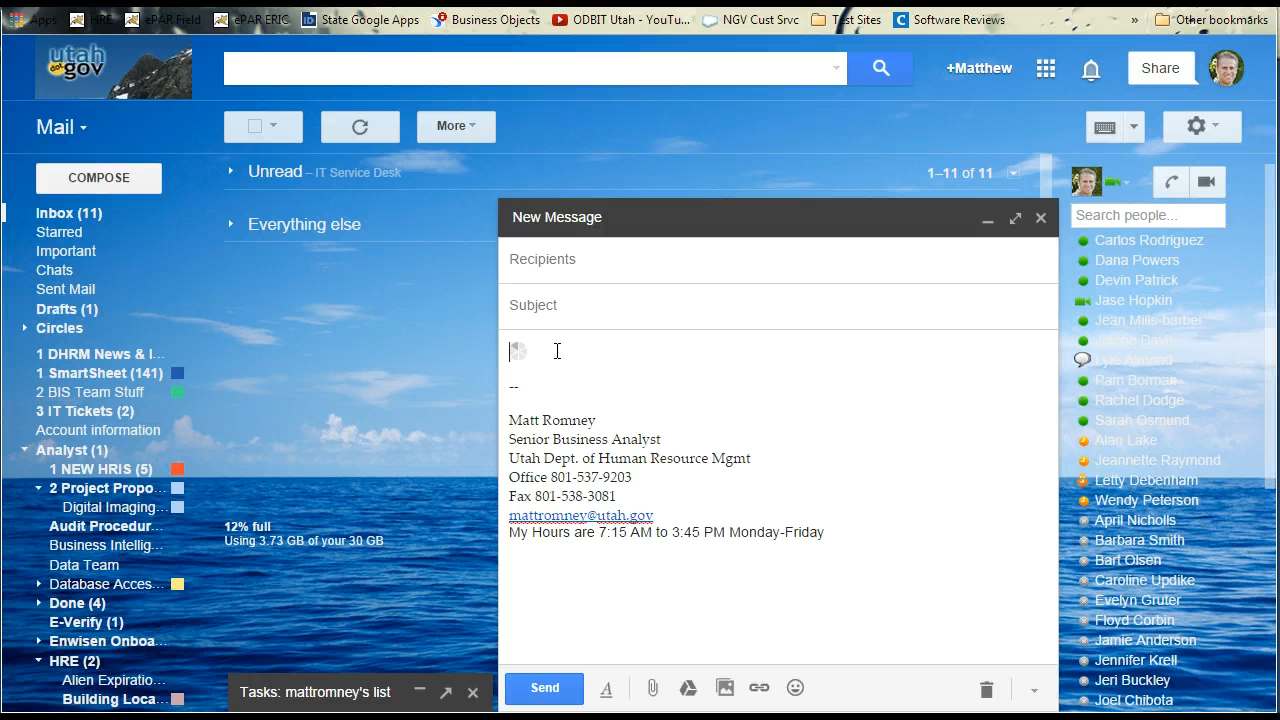 Apps HRE ePAR Field ePAR ERIC State Google Apps Business Objects ODBIT Utah - YouTu... NGV Cust Srvc Test Sites Software Reviews » Other bookmarks
utah
dot gov
+Matthew
Share
Mail
More
COMPOSE
Unread – IT Service Desk
1–11 of 11
Everything else
Inbox (11)
Starred
Important
Chats
Sent Mail
Drafts (1)
Circles
1 DHRM News & I...
1 SmartSheet (141)
2 BIS Team Stuff
3 IT Tickets (2)
Account information
Analyst (1)
1 NEW HRIS (5)
2 Project Propo...
Digital Imaging...
Audit Procedur...
Business Intellig...
Data Team
Database Acces...
Done (4)
E-Verify (1)
Enwisen Onboa...
HRE (2)
Alien Expiratio...
Building Loca...
12% full
Using 3.73 GB of your 30 GB
Tasks: mattromney's list
New Message
Recipients
Subject
--
Matt Romney
Senior Business Analyst
Utah Dept. of Human Resource Mgmt
Office 801-537-9203
Fax 801-538-3081
mattromney@utah.gov
My Hours are 7:15 AM to 3:45 PM Monday-Friday
Send
Search people...
Carlos Rodriguez
Dana Powers
Devin Patrick
Jase Hopkin
Jean Mills-barber
Jolene Davis
Lyle Almond
Ram Borman
Rachel Dodge
Sarah Osmund
Alan Lake
Jeannette Raymond
Letty Debenham
Wendy Peterson
April Nicholls
Barbara Smith
Bart Olsen
Caroline Updike
Evelyn Gruter
Floyd Corbin
Jamie Anderson
Jennifer Krell
Jeri Buckley
Joel Chibota